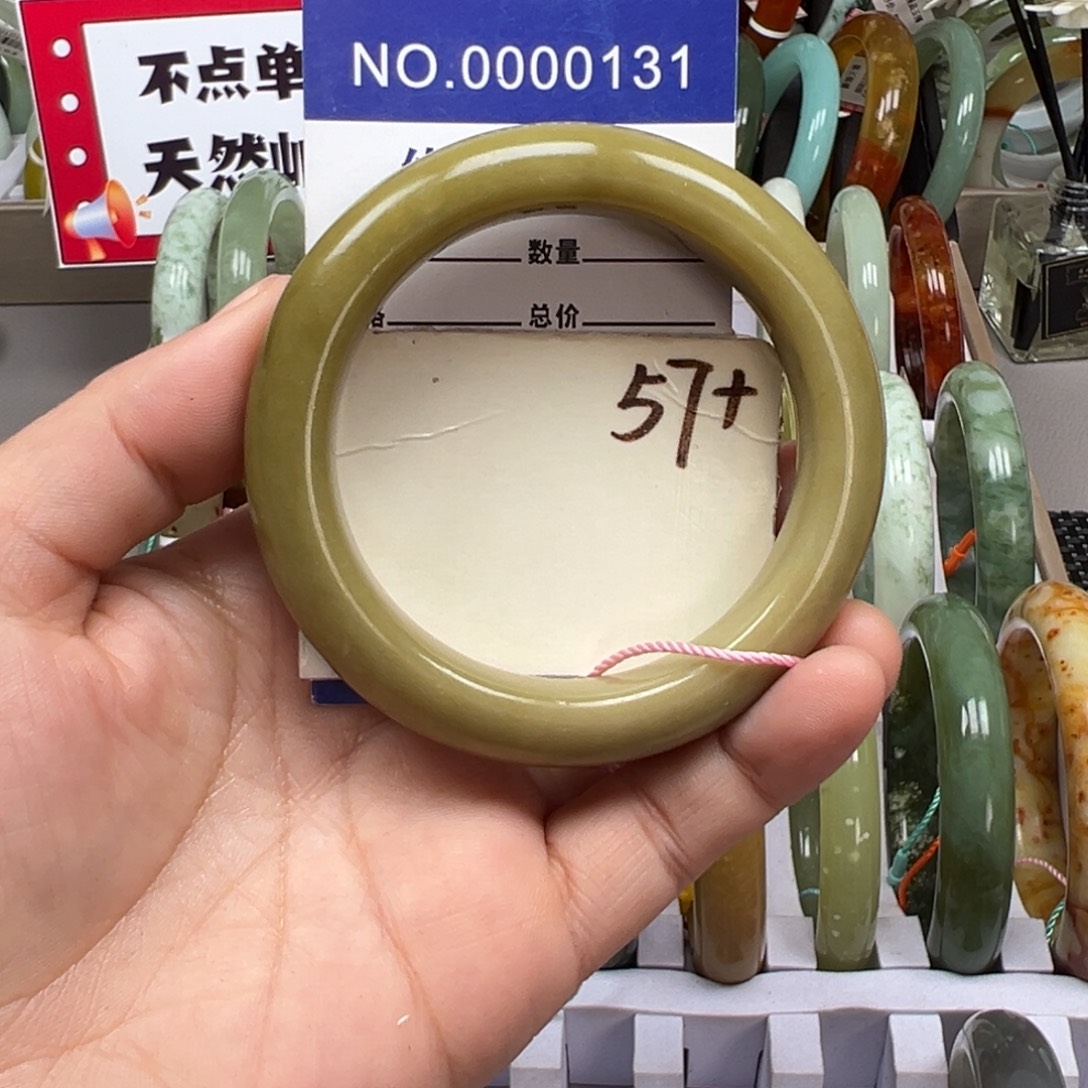 不点单
天然
NO.0000131
数量
总价
57+